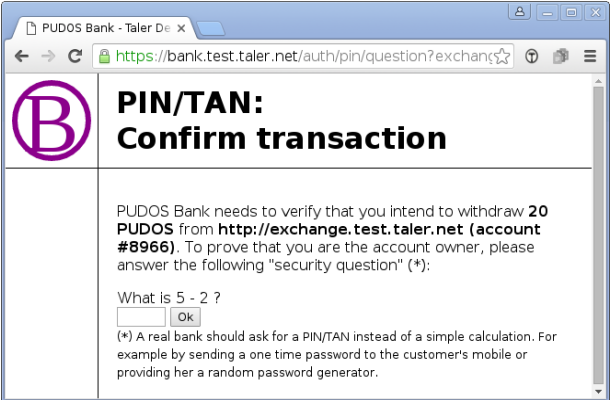 PUDOS Bank - Taler De
https://bank.test.taler.net/auth/pin/question?exchang
B
PIN/TAN:
Confirm transaction
PUDOS Bank needs to verify that you intend to withdraw 20
PUDOS from http://exchange.test.taler.net (account
#8966). To prove that you are the account owner, please
answer the following "security question" (*):
What is 5 - 2 ?
Ok
(*) A real bank should ask for a PIN/TAN instead of a simple calculation. For
example by sending a one time password to the customer's mobile or
providing her a random password generator.